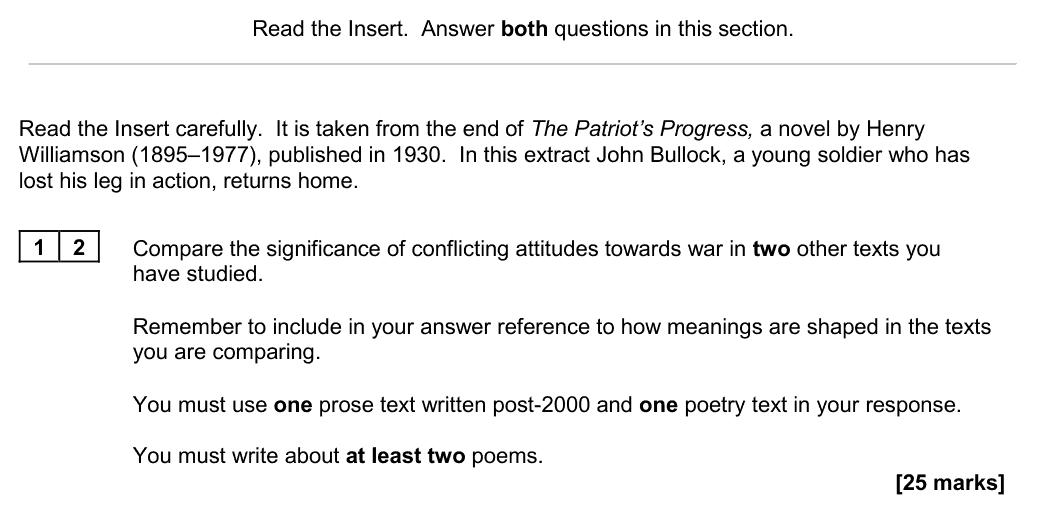 Read the Insert.  Answer both questions in this section.
Read the Insert carefully.  It is taken from the end of The Patriot's Progress, a novel by Henry
Williamson (1895–1977), published in 1930.  In this extract John Bullock, a young soldier who has
lost his leg in action, returns home.
1 2 Compare the significance of conflicting attitudes towards war in two other texts you
have studied.
Remember to include in your answer reference to how meanings are shaped in the texts
you are comparing.
You must use one prose text written post-2000 and one poetry text in your response.
You must write about at least two poems.
[25 marks]